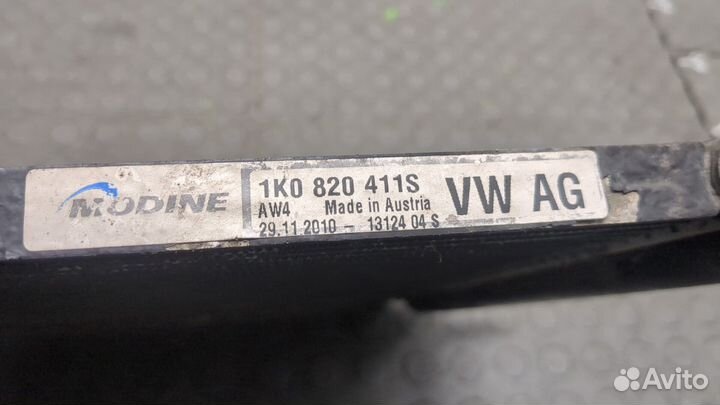 MODINE
1K0 820 411S
AW4 Made in Austria
29.11 2010 - 13124 04 S
VW AG
Avito